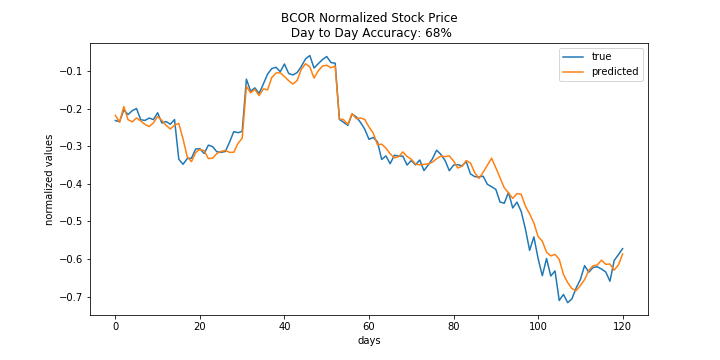 BCOR Normalized Stock Price
Day to Day Accuracy: 68%
true
predicted
normalized values
−0.1
−0.2
−0.3
−0.4
−0.5
−0.6
−0.7
0
20
40
60
80
100
120
days